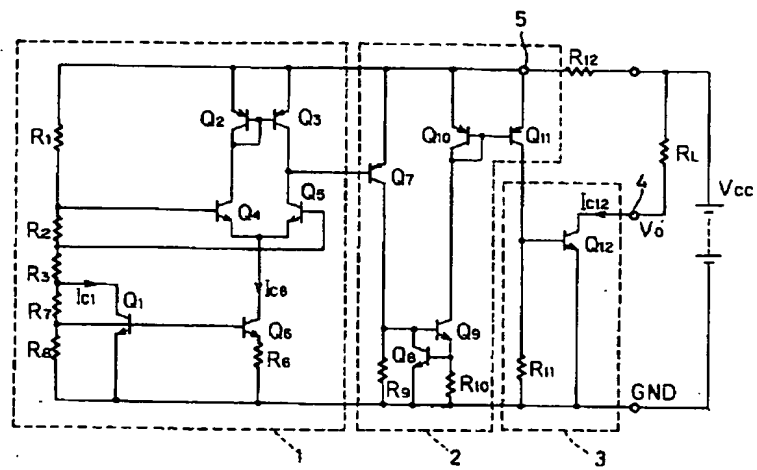 5
R12
Q2
Q3
Q10
Q11
R1
RL
Q7
Vcc
Q4
Q5
4
IC12
Vo
R2
Q12
R3
IC1
Q1
IC6
R7
Q6
Q9
Q8
R8
R6
R9
R10
R11
GND
1
2
3